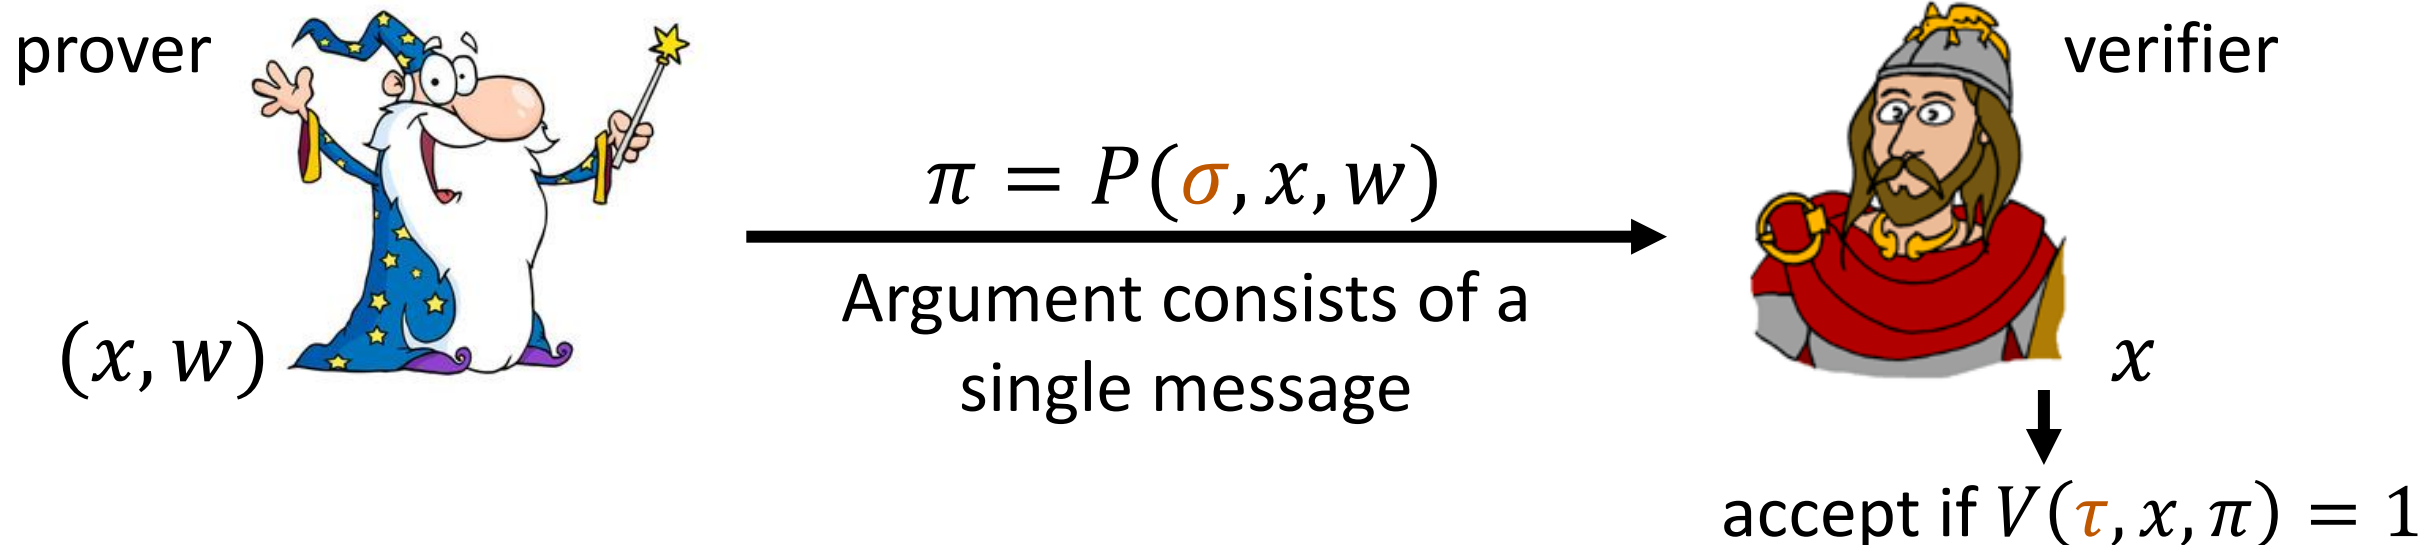 prover
verifier
π = P(σ, x, w)
Argument consists of a
single message
(x, w)
x
accept if V(τ, x, π) = 1